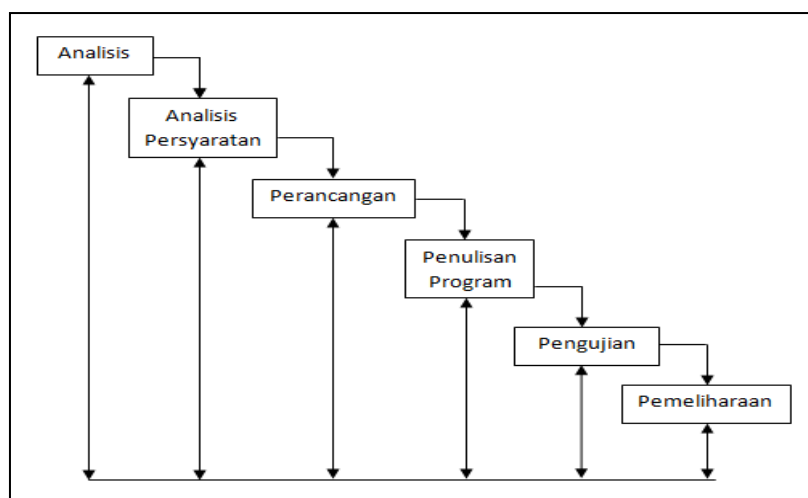 Analisis
Analisis
Persyaratan
Perancangan
Penulisan
Program
Pengujian
Pemeliharaan